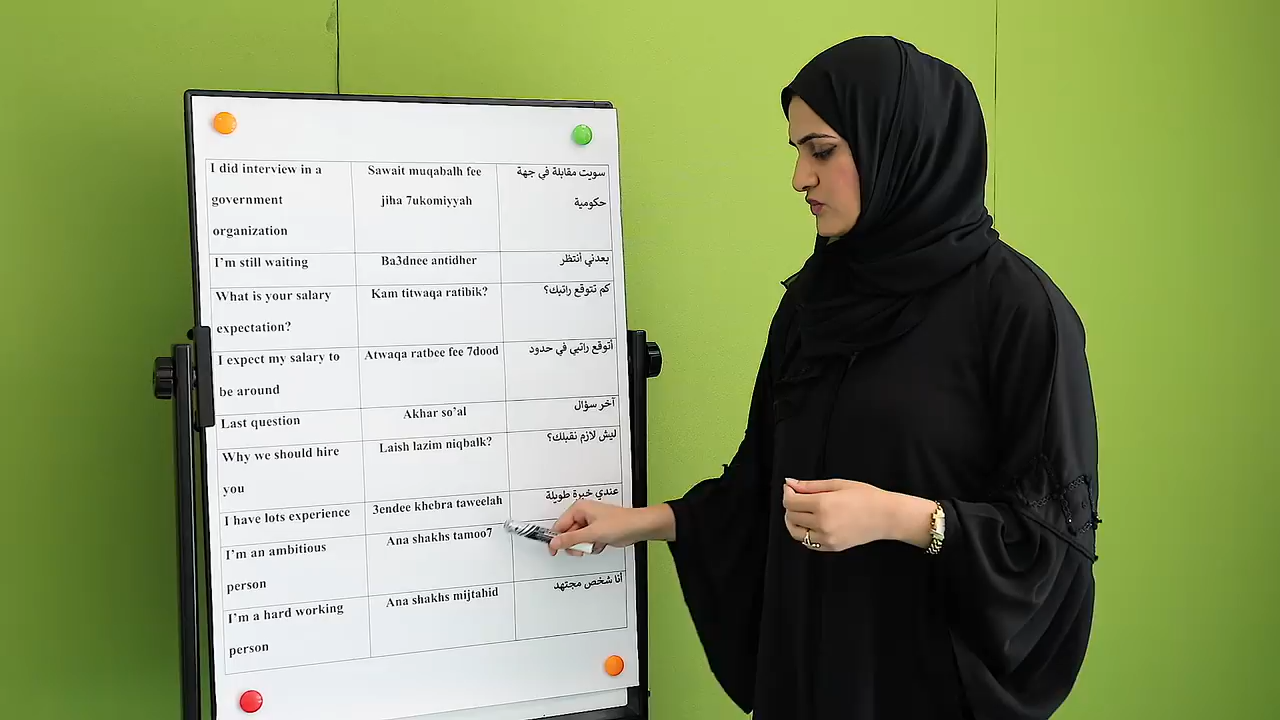 I did interview in a
government
organization
Sawait muqabalh fee
jiha 7ukomiyyah
سويت مقابلة في جهة
حكومية
I'm still waiting
Ba3dnee antidher
بعدني أنتظر
What is your salary
expectation?
Kam titwaqa ratibik?
كم تتوقع راتبك؟
I expect my salary to
be around
Atwaqa ratbee fee 7dood
أتوقع راتبي في حدود
Last question
Akhar so'al
آخر سؤال
Why we should hire
you
Laish lazim niqbalk?
ليش لازم نقبلك؟
I have lots experience
3endee khebra taweelah
عندي خبرة طويلة
I'm an ambitious
person
Ana shakhs tamoo7
I'm a hard working
person
Ana shakhs mijtahid
أنا شخص مجتهد